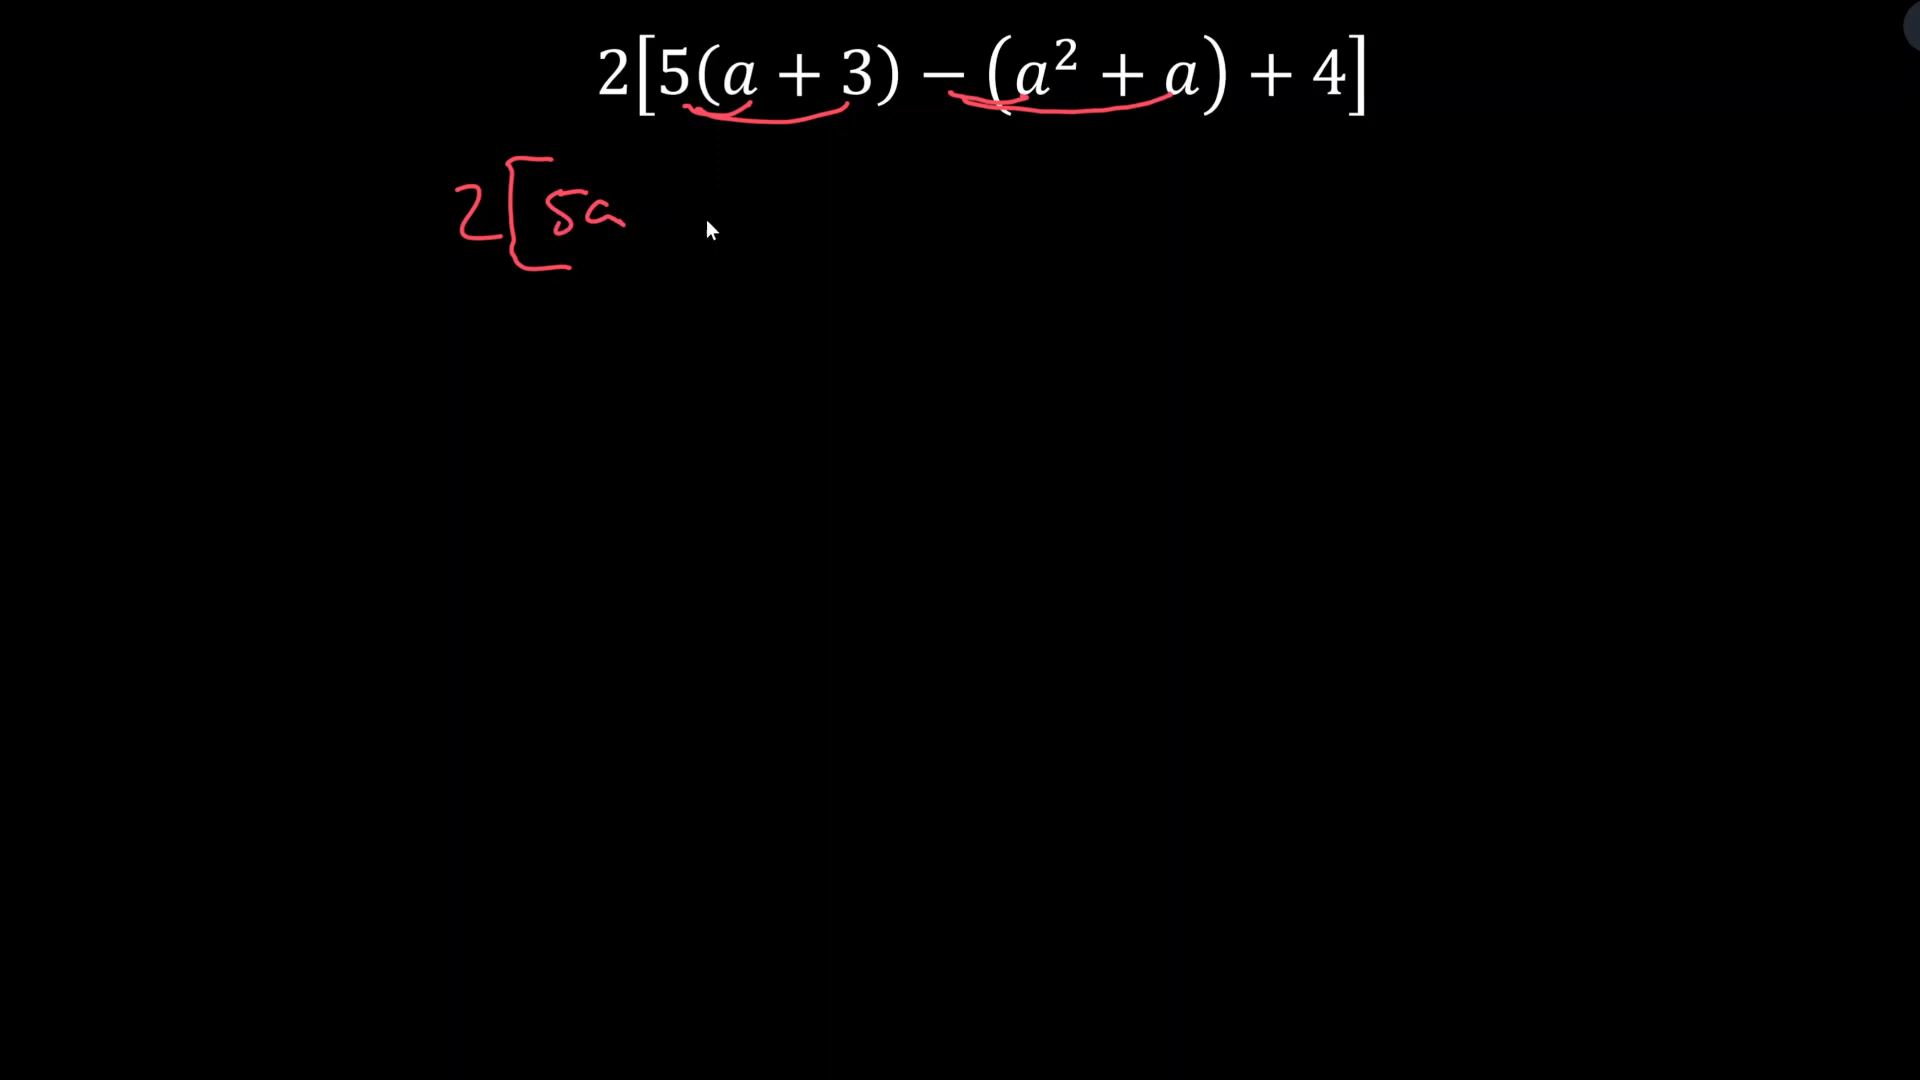 2[5(a + 3) − (a² + a) + 4]
2[5a